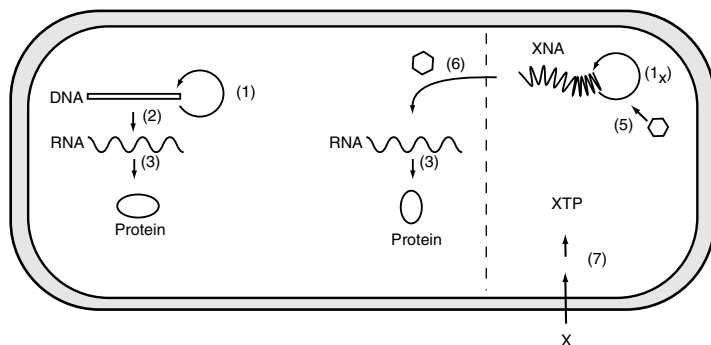 XNA
(6)
(1x)
DNA
(1)
(5)
(2)
RNA
(3)
RNA
(3)
XTP
Protein
Protein
(7)
X